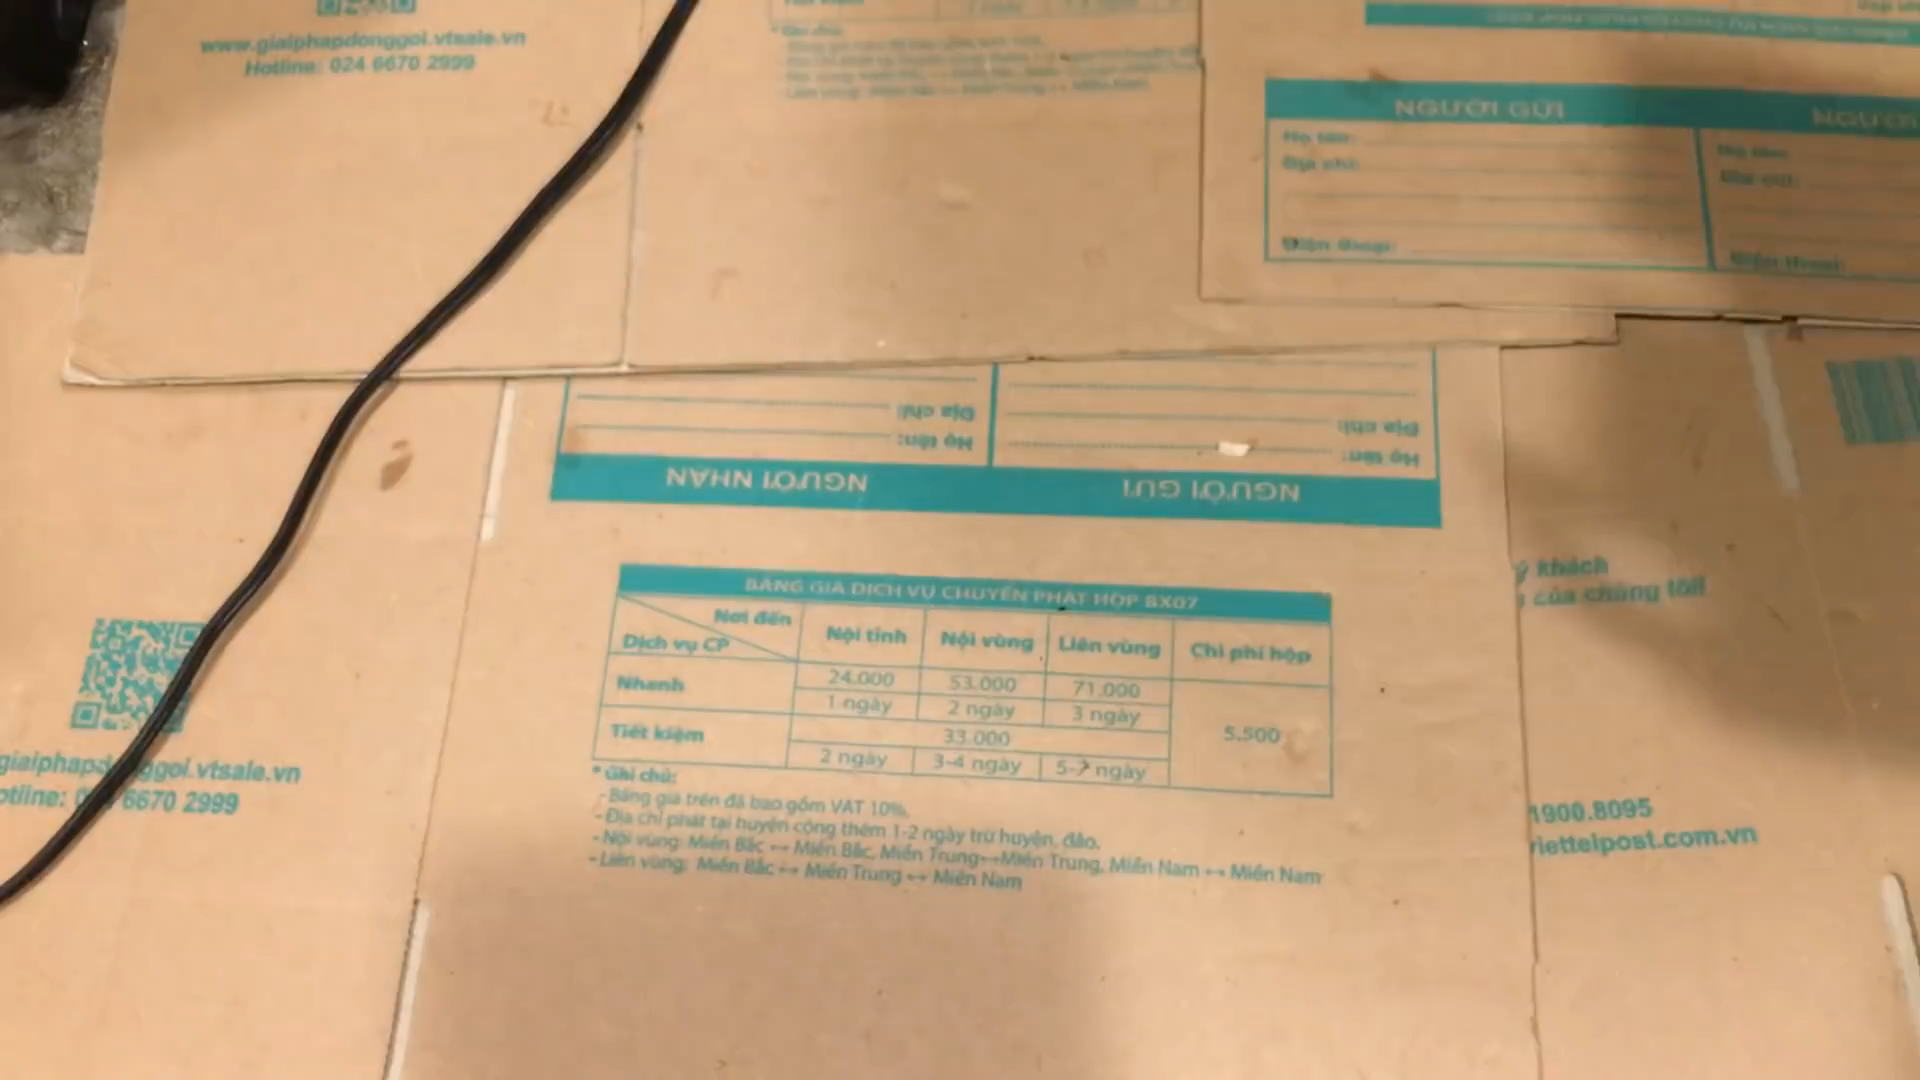 www.giaiphapdonggoi.vtsale.vn
Hotline: 024 6670 2999
* Ghi chú:
NGƯỜI GỬI
NGƯỜI
Họ tên:
Họ tên:
Địa chỉ:
Địa chỉ:
Điện thoại:
Điện thoại:
Địa chỉ:
Địa chỉ:
Họ tên:
Họ tên:
NGƯỜI NHẬN
NGƯỜI GỬI
BẢNG GIÁ DỊCH VỤ CHUYỂN PHÁT HỘP BX07
Nơi đến
Dịch vụ CP
Nội tỉnh
Nội vùng
Liên vùng
Chi phí hộp
Nhanh
24.000
53.000
71.000
1 ngày
2 ngày
3 ngày
5.500
Tiết kiệm
33.000
2 ngày
3-4 ngày
5-7 ngày
* Ghi chú:
- Bảng giá trên đã bao gồm VAT 10%.
- Địa chỉ phát tại huyện cộng thêm 1-2 ngày trừ huyện đảo.
- Nội vùng: Miền Bắc ↔ Miền Bắc, Miền Trung↔Miền Trung, Miền Nam ↔ Miền Nam
- Liên vùng: Miền Bắc ↔ Miền Trung ↔ Miền Nam
giaiphapdonggoi.vtsale.vn
6670 2999
khách
của chúng tôi!
1900.8095
viettelpost.com.vn